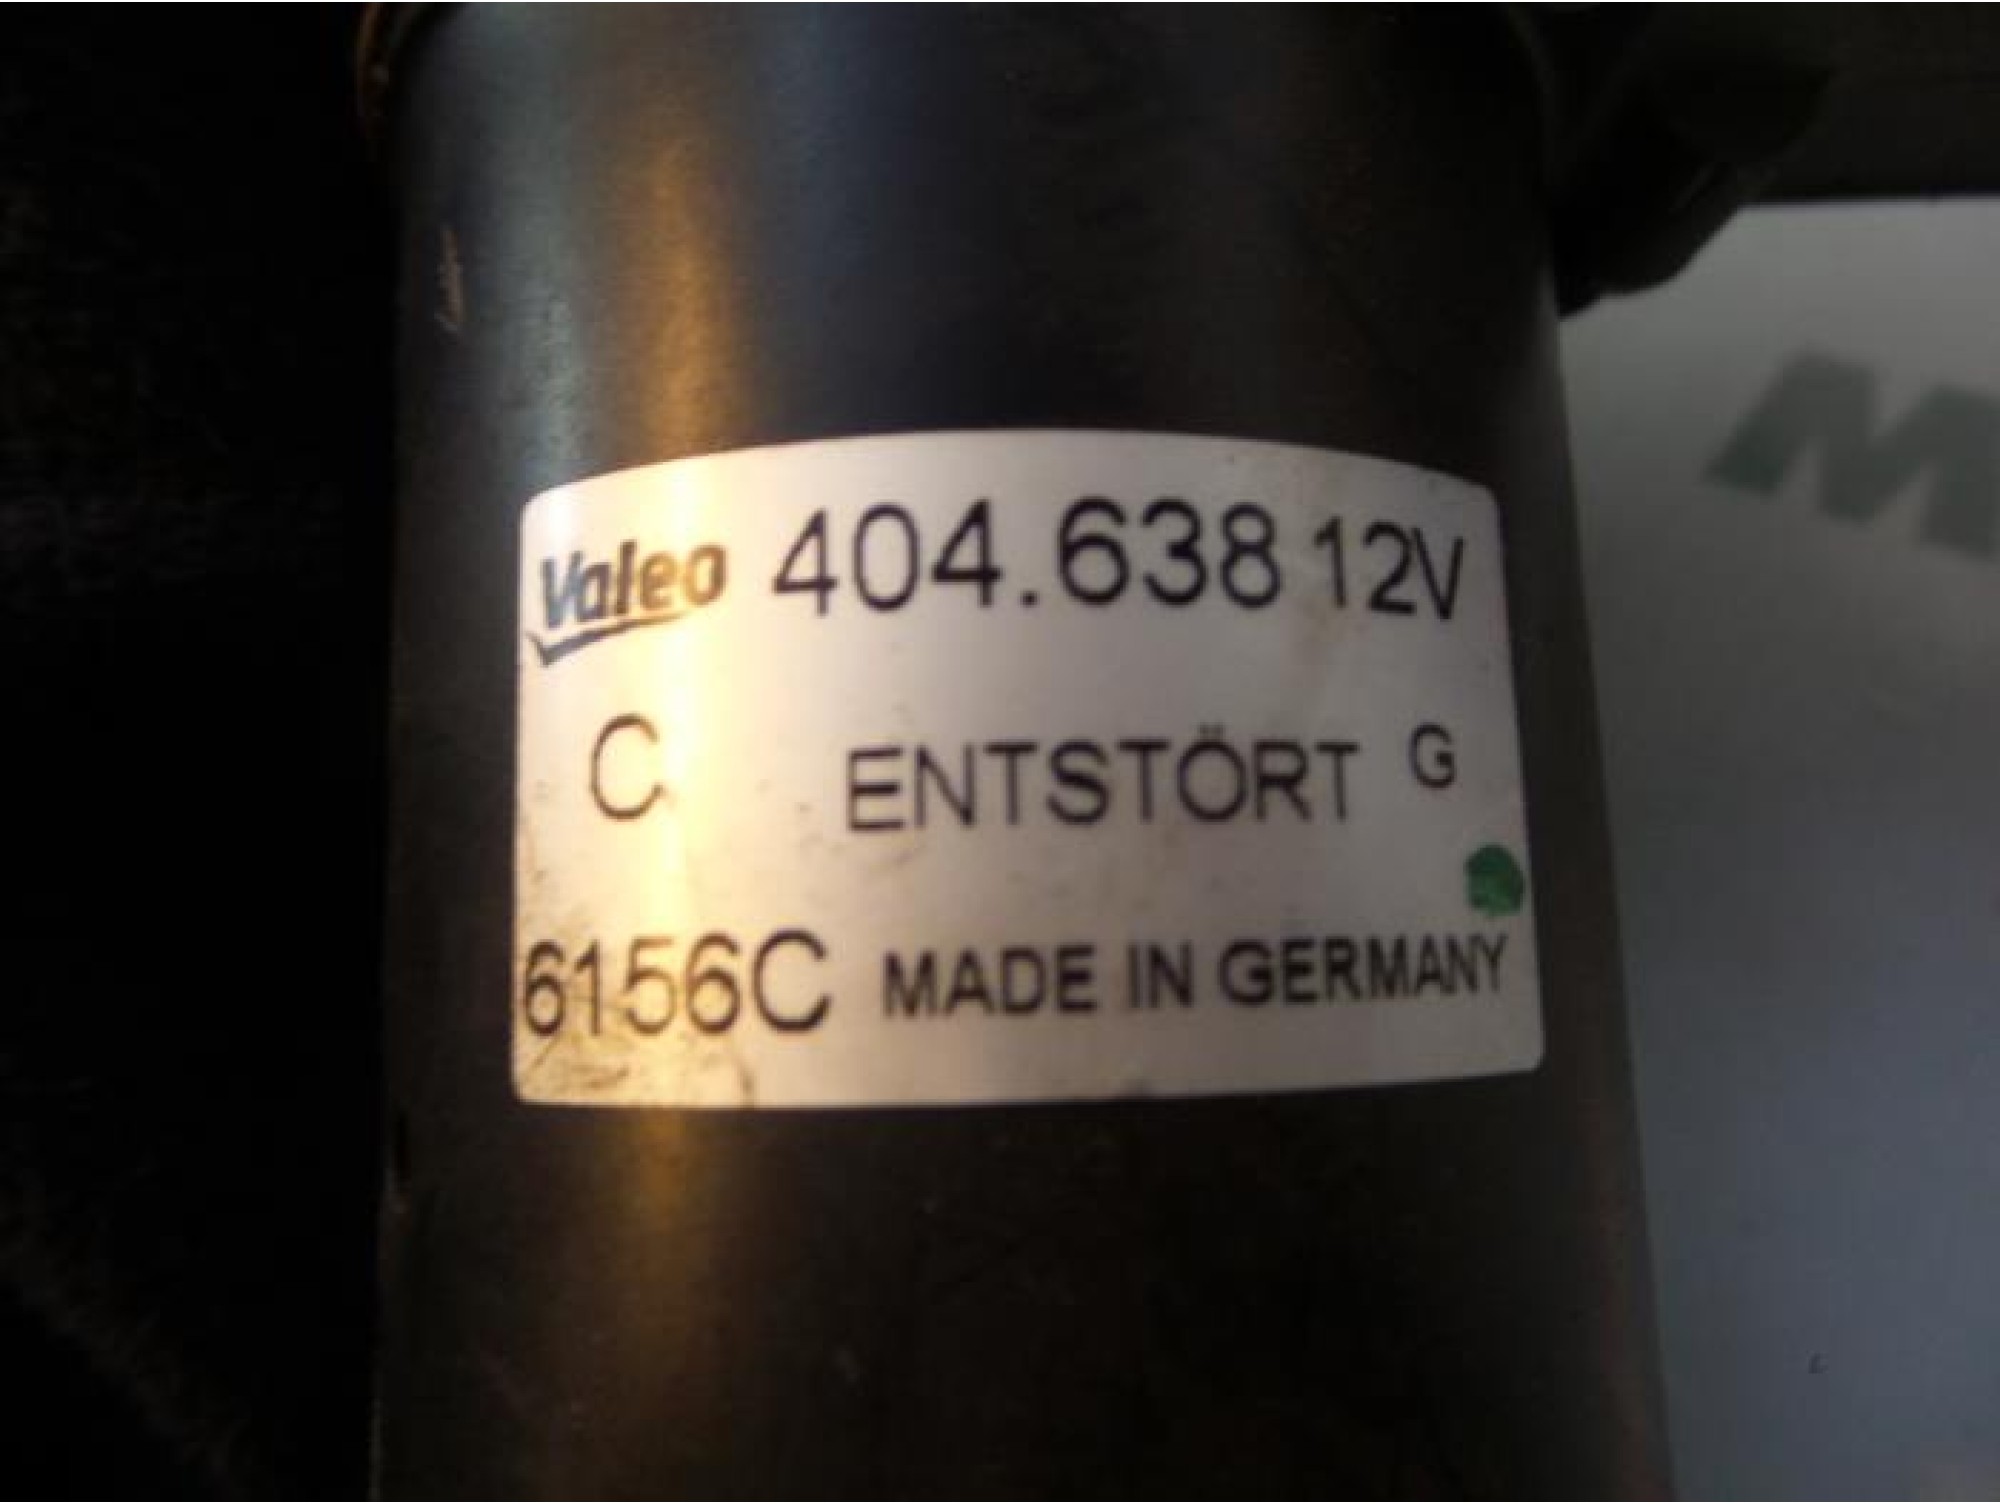 Valeo 404.638 12V
C ENTSTÖRT G
6156C MADE IN GERMANY
M